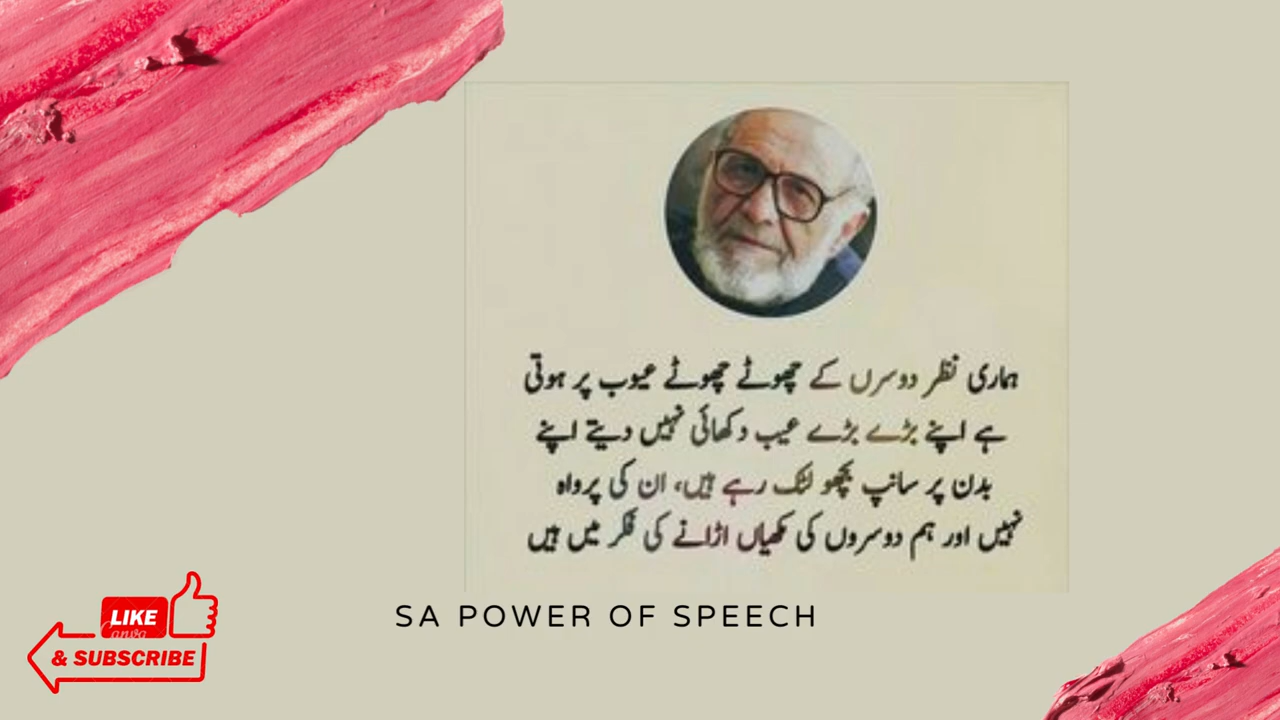 ہماری نظر دوسرں کے چھوٹے چھوٹے عیوب پر ہوتی
ہے اپنے بڑے بڑے عیب دکھائی نہیں دیتے اپنے
بدن پر سانپ بچھو لٹک رہے ہیں، ان کی پرواہ
نہیں اور ہم دوسروں کی مکھیاں اڑانے کی فکر میں ہیں
SA POWER OF SPEECH
LIKE
Canva
& SUBSCRIBE